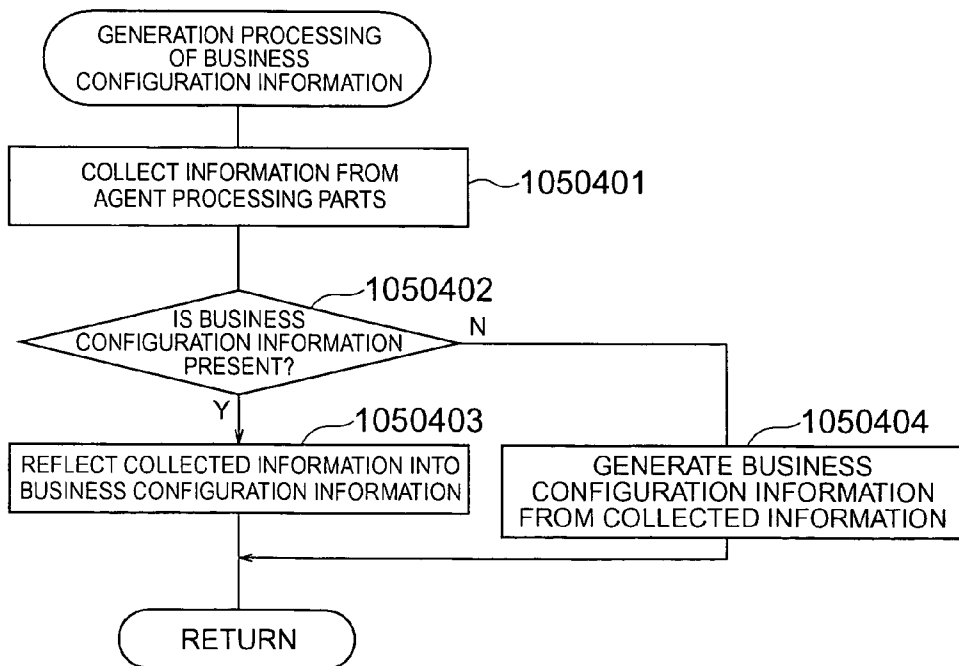 GENERATION PROCESSING
OF BUSINESS
CONFIGURATION INFORMATION
COLLECT INFORMATION FROM
AGENT PROCESSING PARTS
1050401
1050402
IS BUSINESS
CONFIGURATION INFORMATION
PRESENT?
N
Y
1050403
REFLECT COLLECTED INFORMATION INTO
BUSINESS CONFIGURATION INFORMATION
1050404
GENERATE BUSINESS
CONFIGURATION INFORMATION
FROM COLLECTED INFORMATION
RETURN